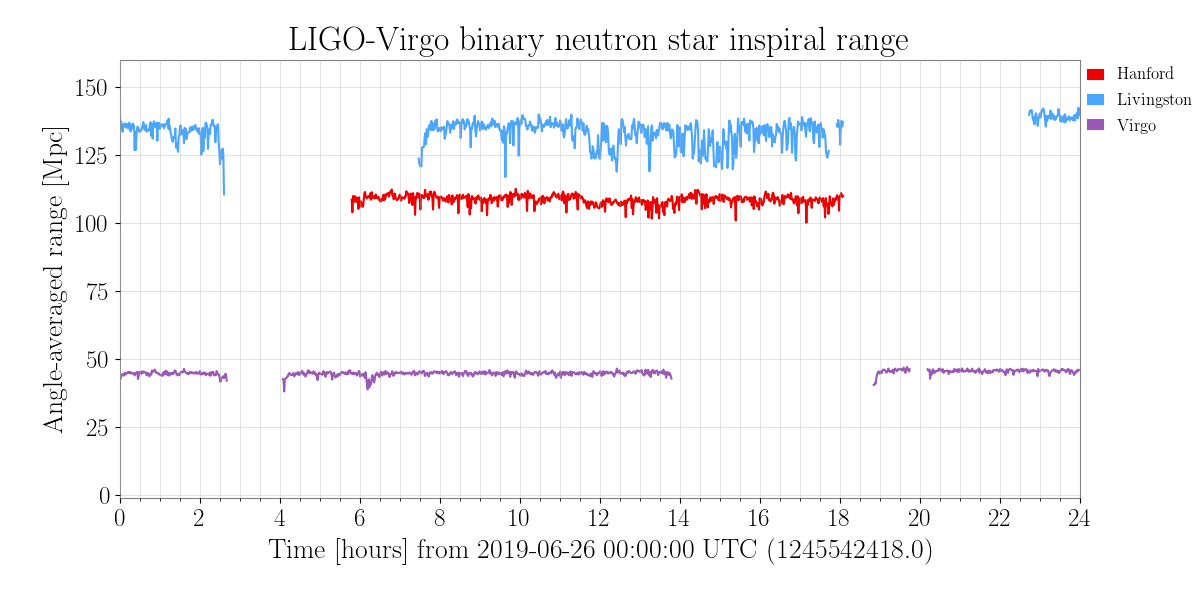 LIGO-Virgo binary neutron star inspiral range
Hanford
Livingston
Virgo
Angle-averaged range [Mpc]
150
125
100
75
50
25
0
0 2 4 6 8 10 12 14 16 18 20 22 24
Time [hours] from 2019-06-26 00:00:00 UTC (1245542418.0)